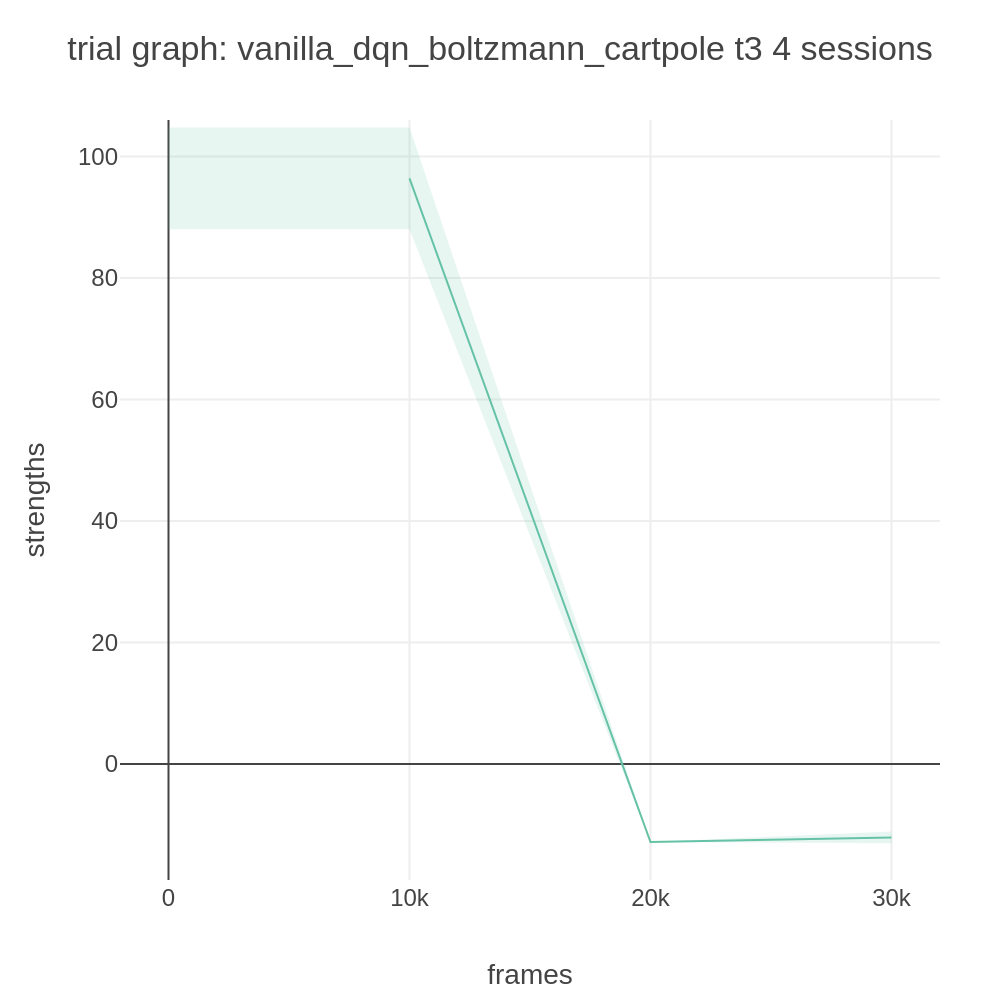 trial graph: vanilla_dqn_boltzmann_cartpole t3 4 sessions
100
80
60
40
20
0
strengths
0 10k 20k 30k
frames